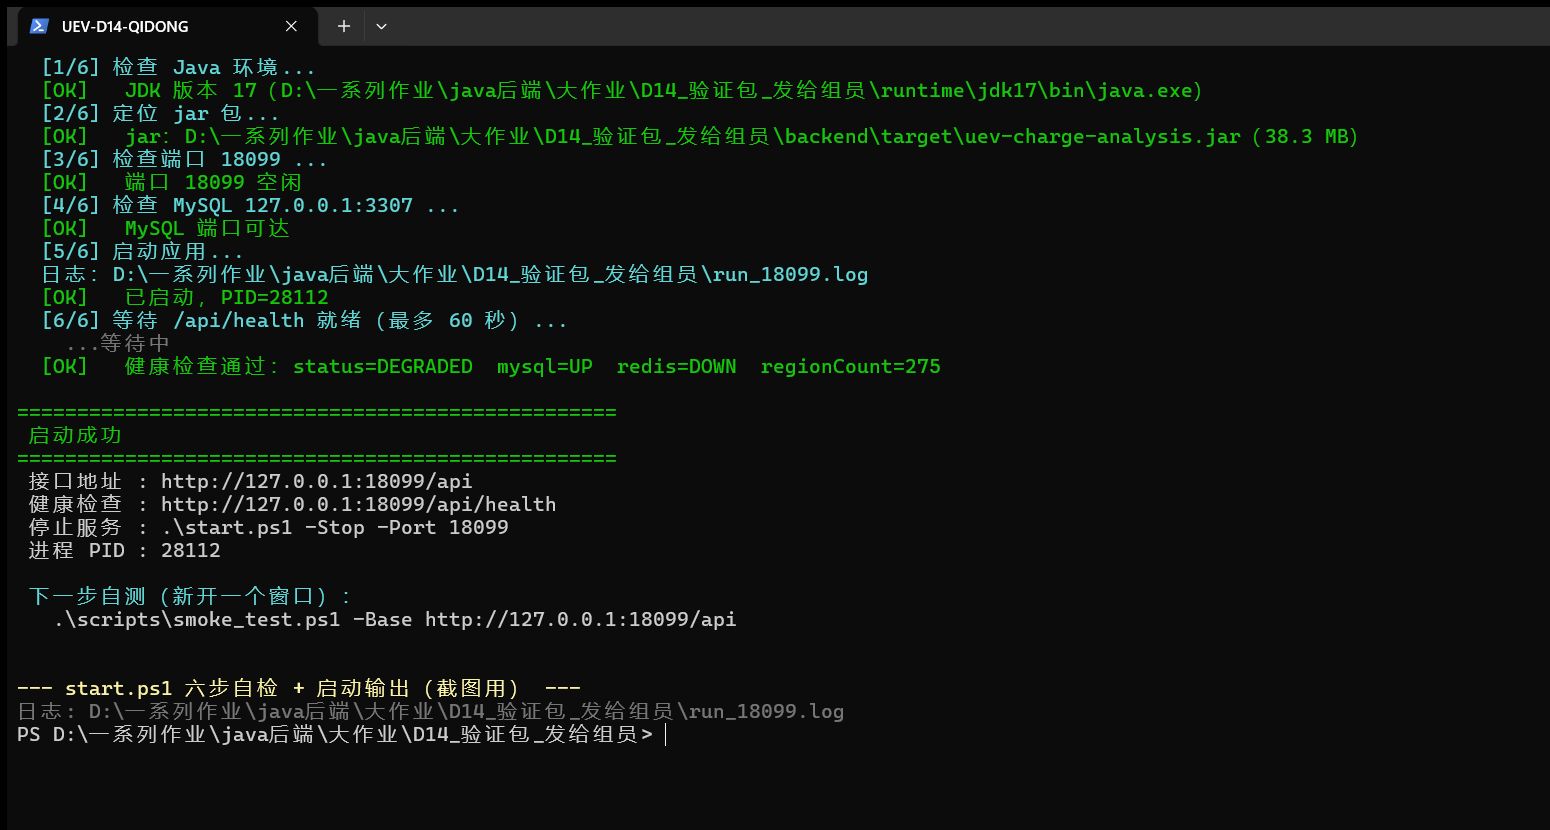 UEV-D14-QIDONG
[1/6] 检查 Java 环境...
[OK] JDK 版本 17（D:\一系列作业\java后端\大作业\D14_验证包_发给组员\runtime\jdk17\bin\java.exe）
[2/6] 定位 jar 包...
[OK] jar：D:\一系列作业\java后端\大作业\D14_验证包_发给组员\backend\target\uev-charge-analysis.jar（38.3 MB）
[3/6] 检查端口 18099 ...
[OK] 端口 18099 空闲
[4/6] 检查 MySQL 127.0.0.1:3307 ...
[OK] MySQL 端口可达
[5/6] 启动应用...
日志：D:\一系列作业\java后端\大作业\D14_验证包_发给组员\run_18099.log
[OK] 已启动，PID=28112
[6/6] 等待 /api/health 就绪（最多 60 秒）...
...等待中
[OK] 健康检查通过：status=DEGRADED mysql=UP redis=DOWN regionCount=275
==================================================
启动成功
==================================================
接口地址 : http://127.0.0.1:18099/api
健康检查 : http://127.0.0.1:18099/api/health
停止服务 : .\start.ps1 -Stop -Port 18099
进程 PID : 28112
下一步自测（新开一个窗口）：
.\scripts\smoke_test.ps1 -Base http://127.0.0.1:18099/api
--- start.ps1 六步自检 + 启动输出（截图用） ---
日志：D:\一系列作业\java后端\大作业\D14_验证包_发给组员\run_18099.log
PS D:\一系列作业\java后端\大作业\D14_验证包_发给组员>